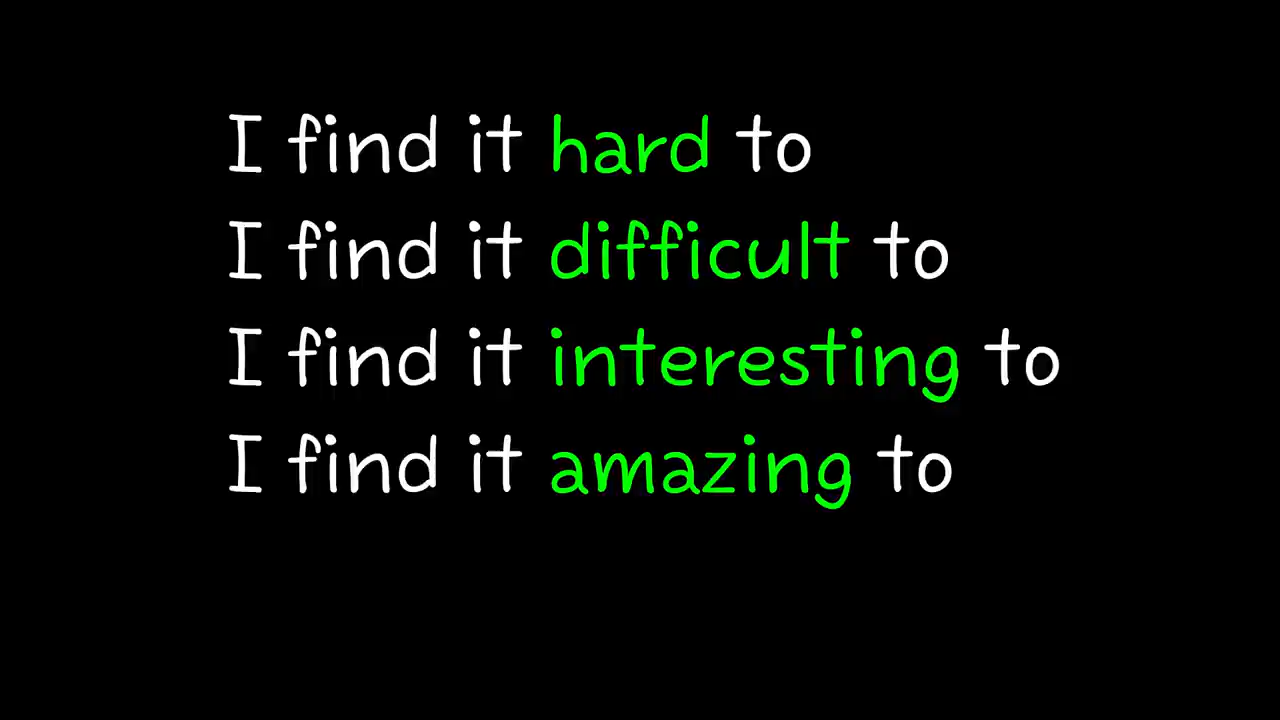 I find it hard to
I find it difficult to
I find it interesting to
I find it amazing to